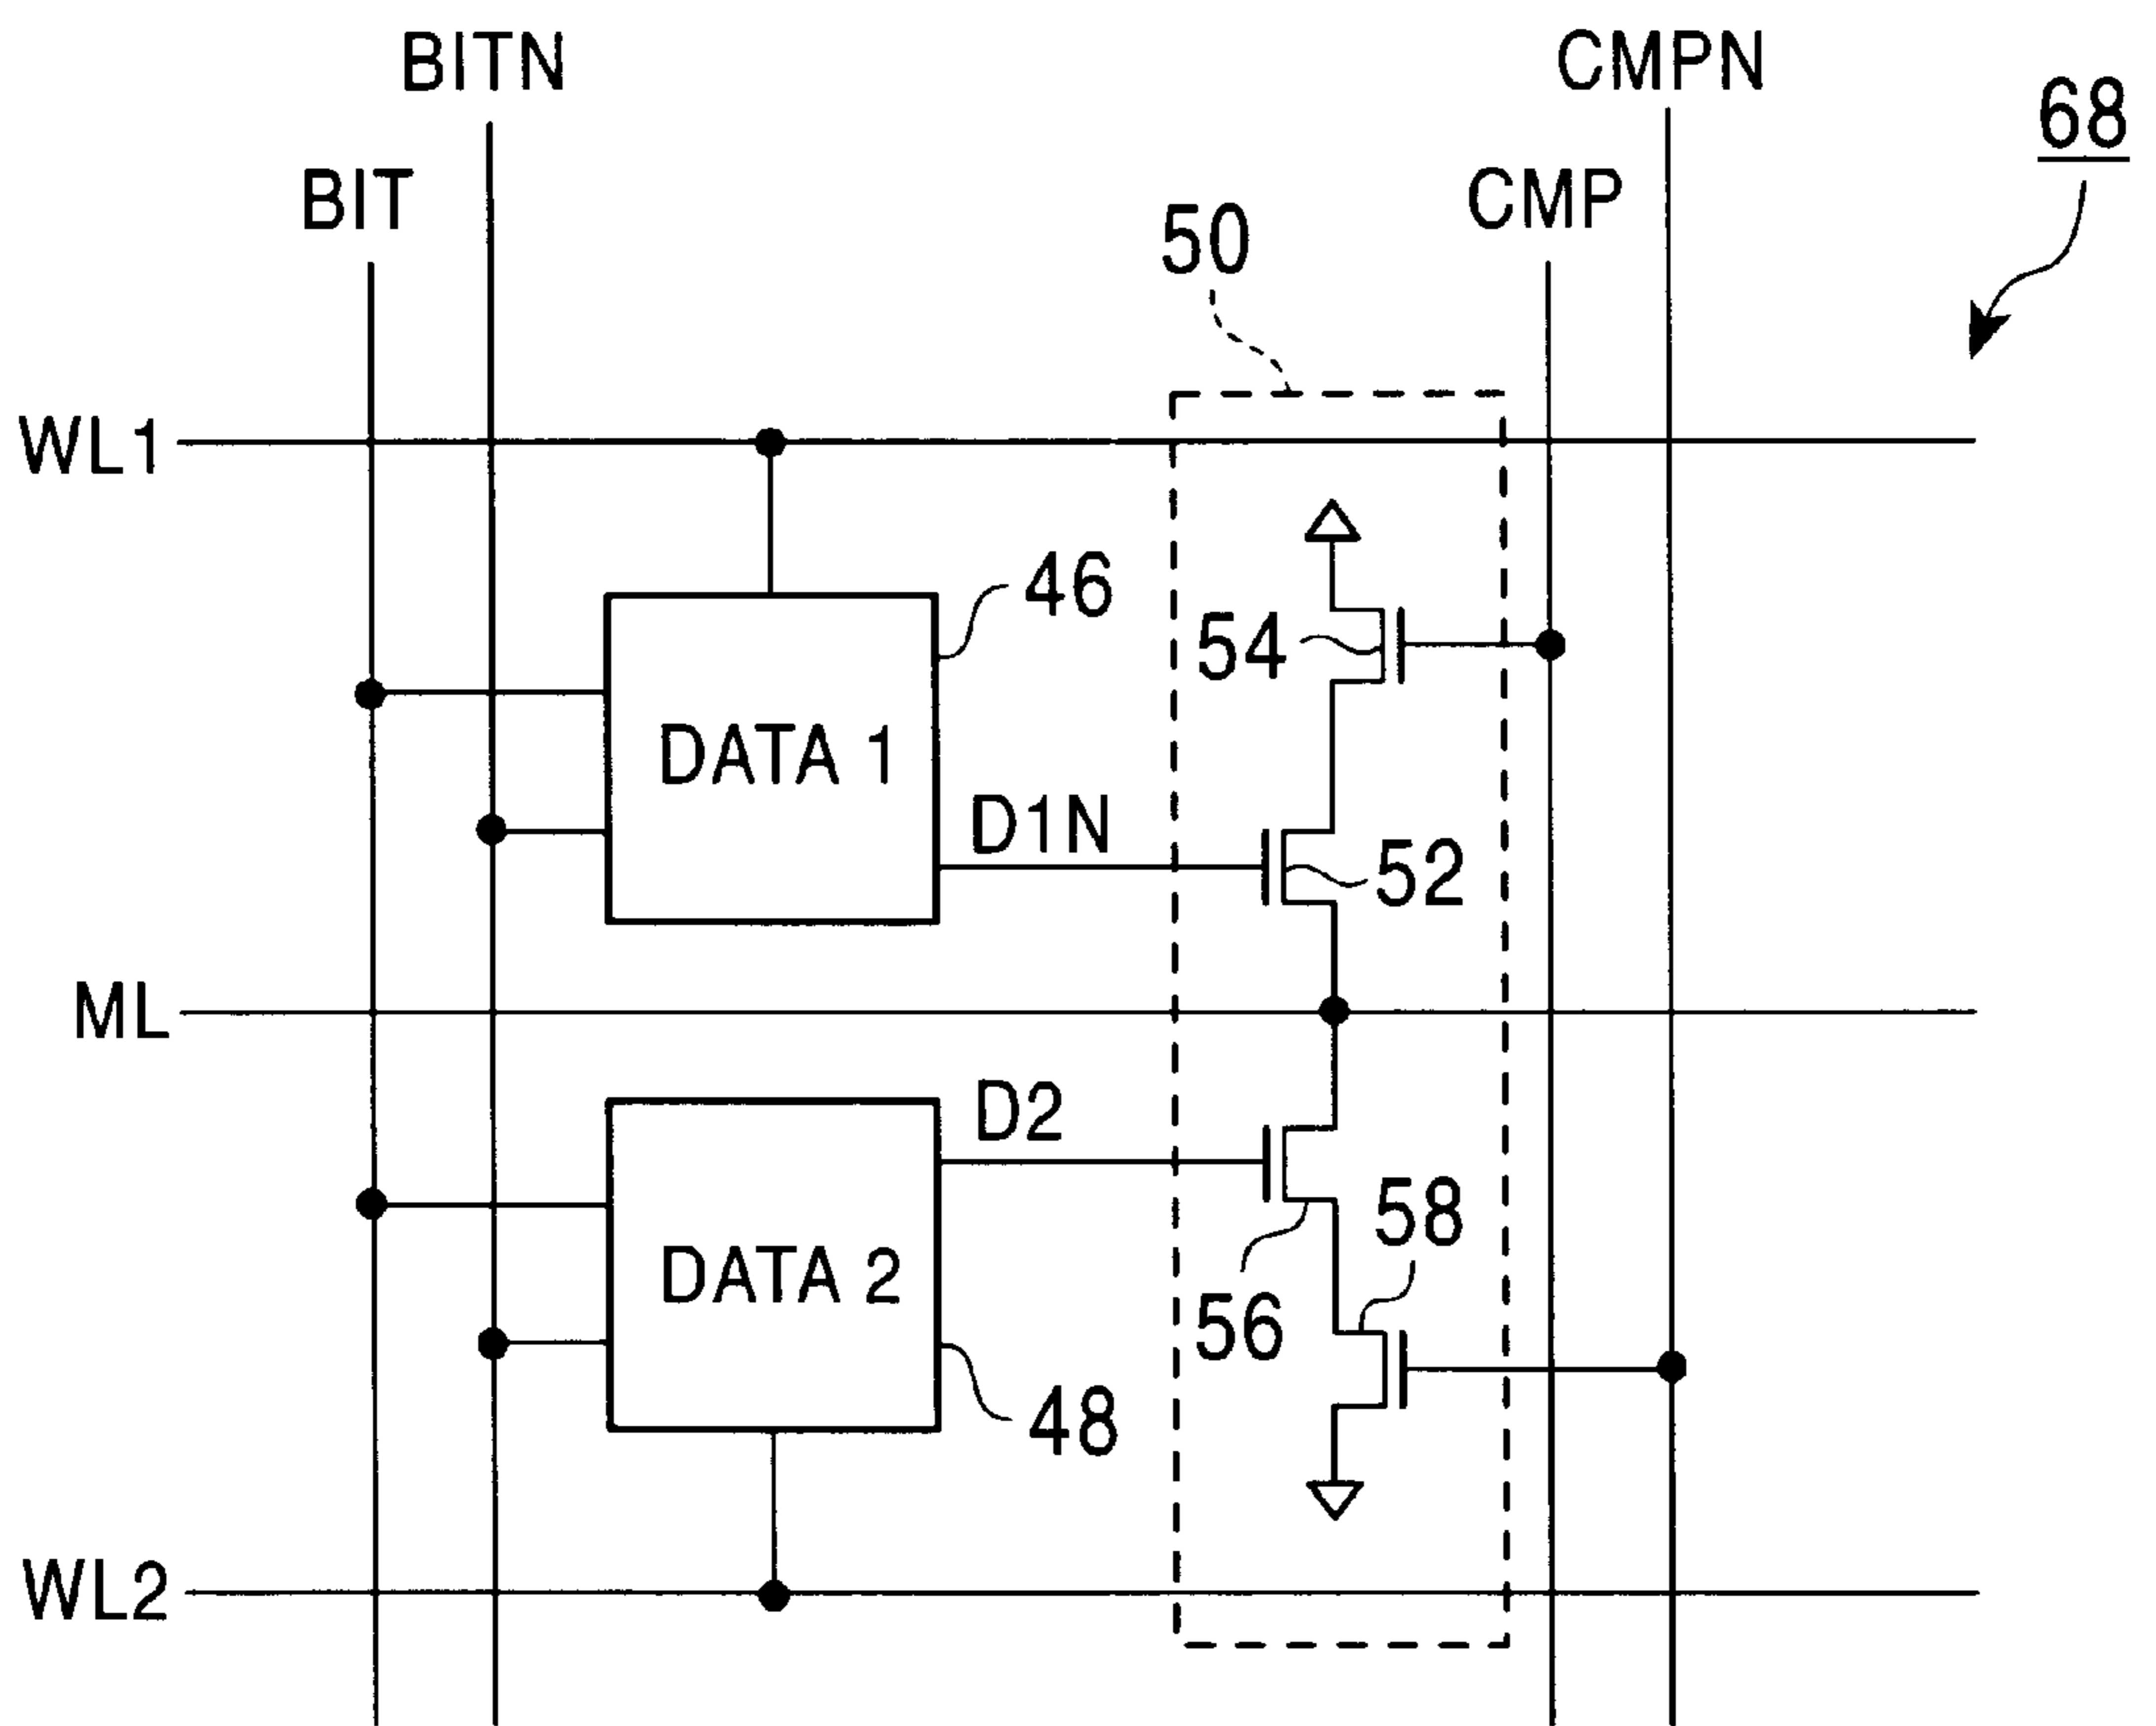 BITN
CMPN
68
BIT
CMP
50
WL1
46
54
DATA 1
D1N
52
ML
D2
58
DATA 2
56
48
WL2